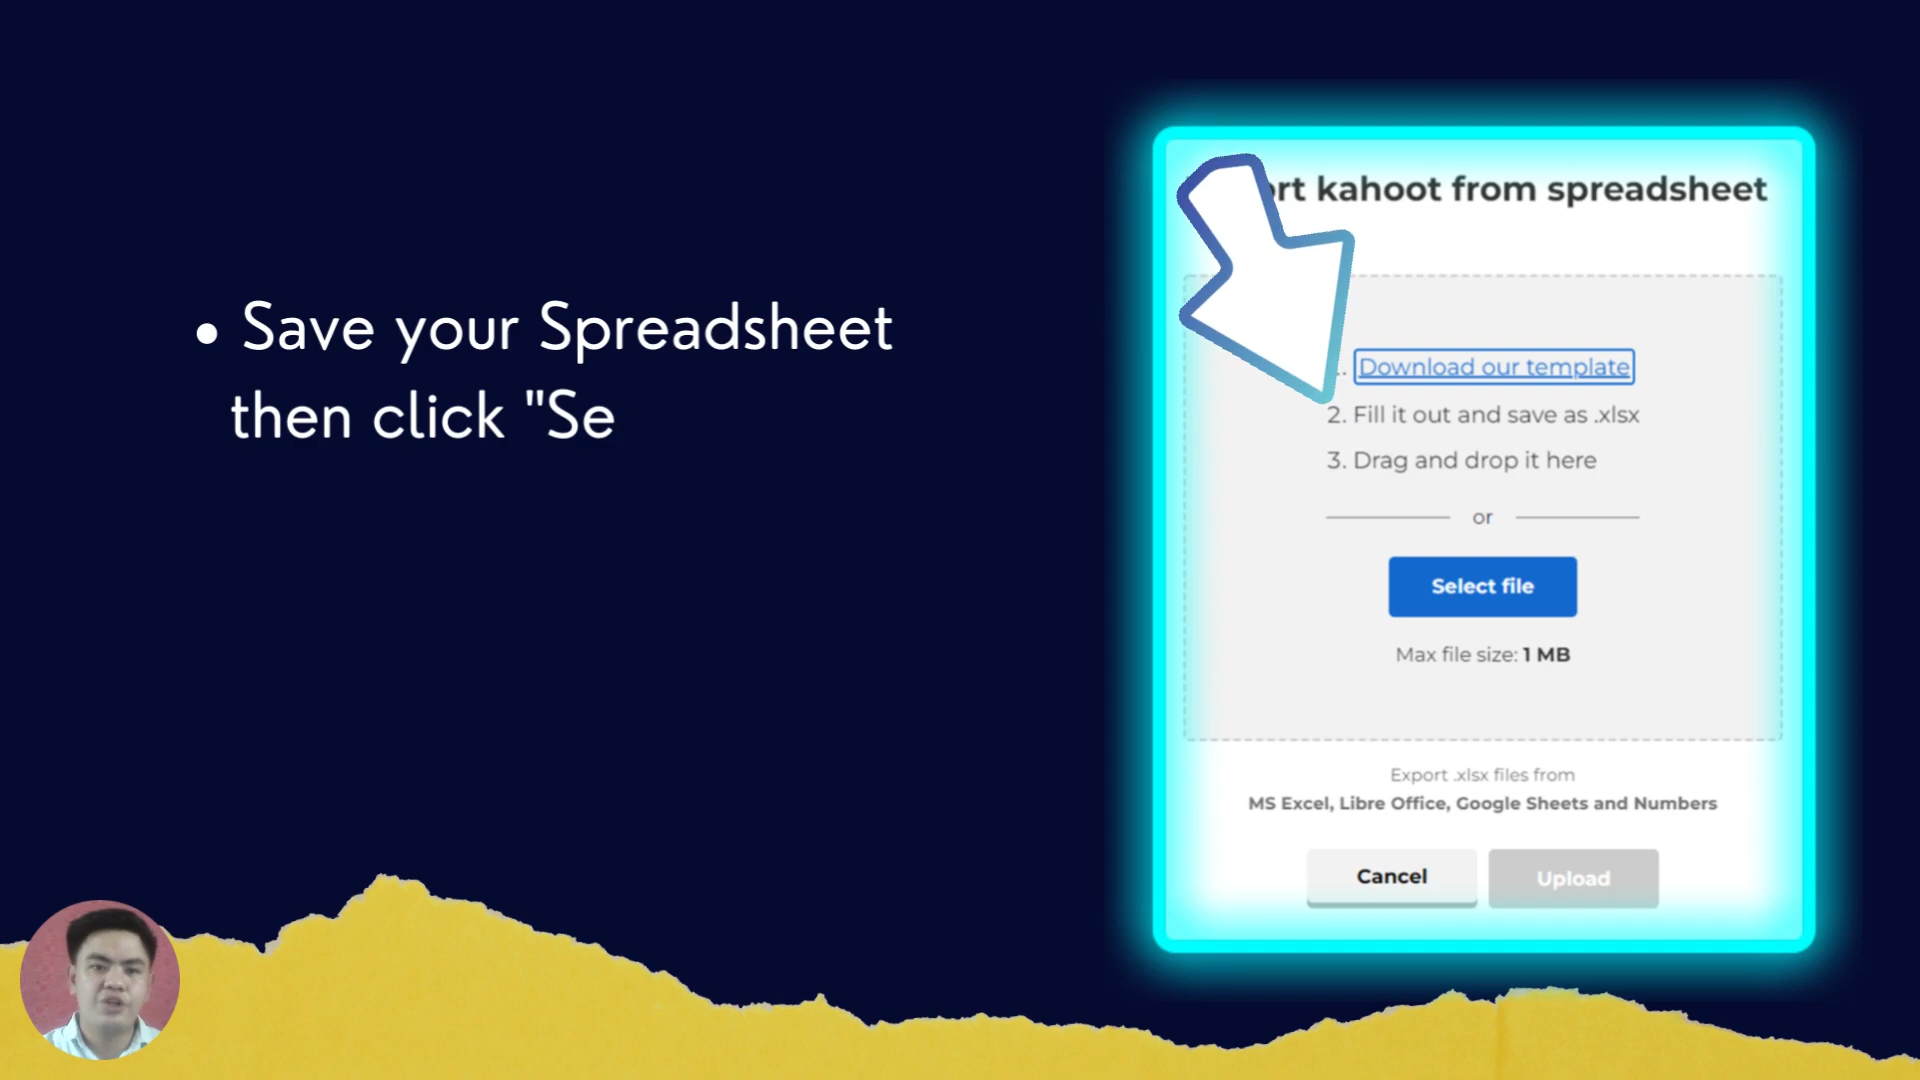 • Save your Spreadsheet
then click "Se
rt kahoot from spreadsheet
. Download our template
2. Fill it out and save as .xlsx
3. Drag and drop it here
or
Select file
Max file size: 1 MB
Export .xlsx files from
MS Excel, Libre Office, Google Sheets and Numbers
Cancel
Upload